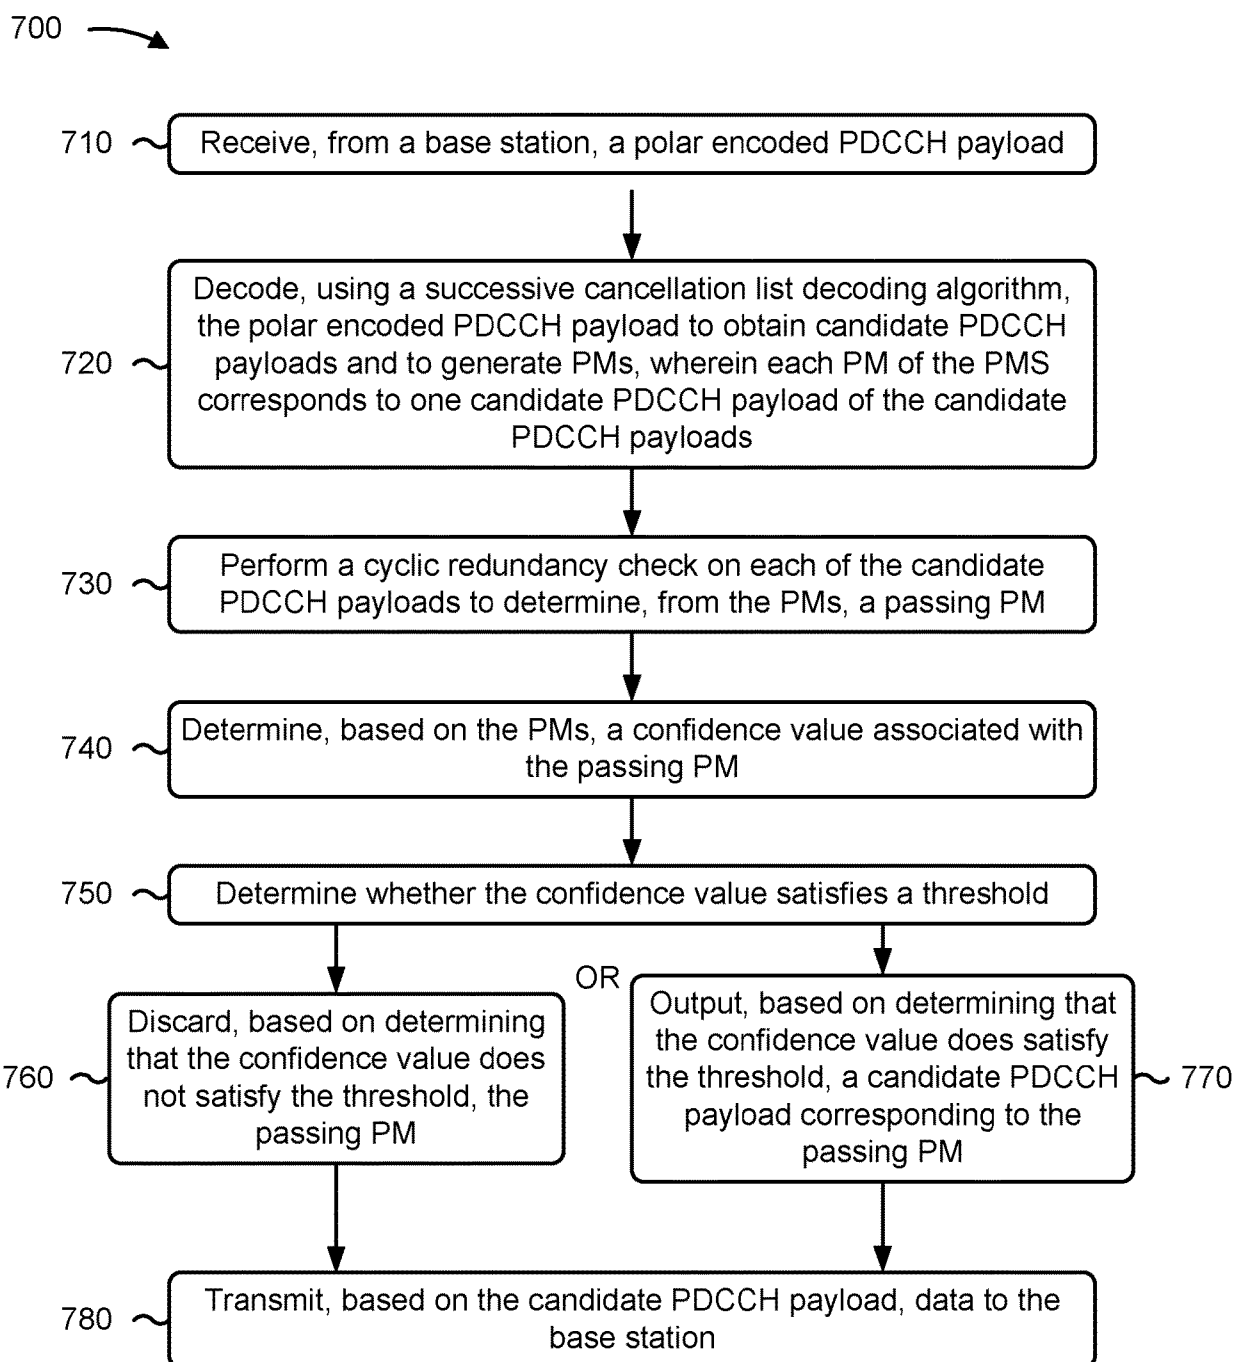 700
710
Receive, from a base station, a polar encoded PDCCH payload
720
Decode, using a successive cancellation list decoding algorithm,
the polar encoded PDCCH payload to obtain candidate PDCCH
payloads and to generate PMs, wherein each PM of the PMS
corresponds to one candidate PDCCH payload of the candidate
PDCCH payloads
730
Perform a cyclic redundancy check on each of the candidate
PDCCH payloads to determine, from the PMs, a passing PM
740
Determine, based on the PMs, a confidence value associated with
the passing PM
750
Determine whether the confidence value satisfies a threshold
760
Discard, based on determining
that the confidence value does
not satisfy the threshold, the
passing PM
OR
Output, based on determining that
the confidence value does satisfy
the threshold, a candidate PDCCH
payload corresponding to the
passing PM
770
780
Transmit, based on the candidate PDCCH payload, data to the
base station